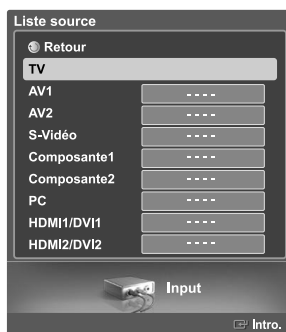 Liste source
Retour
TV
AV1 ----
AV2 ----
S-Vidéo ----
Composante1 ----
Composante2 ----
PC ----
HDMI1/DVI1 ----
HDMI2/DVI2 ----
Input
Intro.